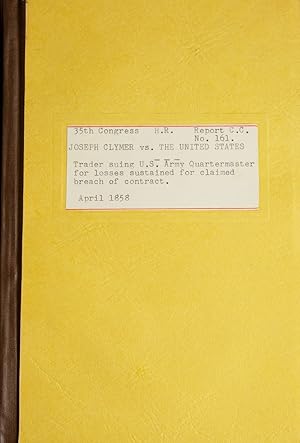 35th Congress H.R. Report C.C.
No. 161.
JOSEPH CLYMER vs. THE UNITED STATES
Trader suing U.S. Army Quartermaster
for losses sustained for claimed
breach of contract.
April 1858